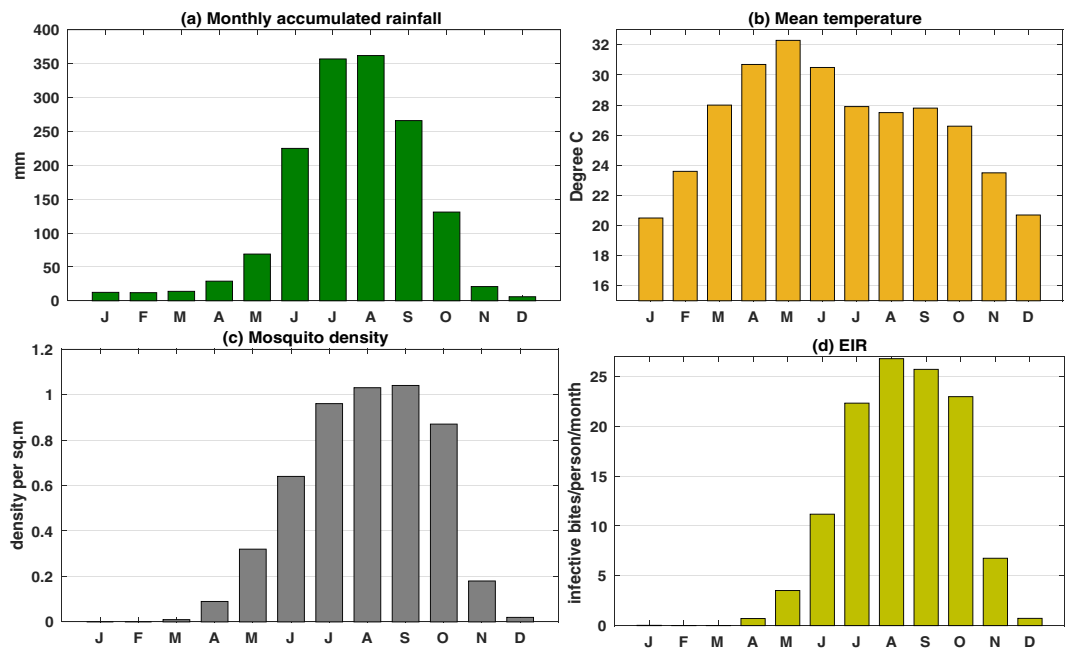 (a) Monthly accumulated rainfall
mm
400
350
300
250
200
150
100
50
0
J F M A M J J A S O N D
(b) Mean temperature
Degree C
32
30
28
26
24
22
20
18
16
J F M A M J J A S O N D
(c) Mosquito density
density per sq.m
1.2
1
0.8
0.6
0.4
0.2
0
J F M A M J J A S O N D
(d) EIR
infective bites/person/month
25
20
15
10
5
0
J F M A M J J A S O N D